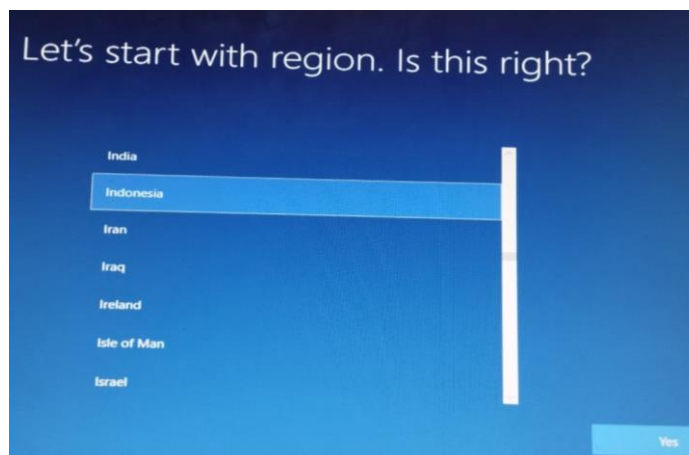 Let's start with region. Is this right?
India
Indonesia
Iran
Iraq
Ireland
Isle of Man
Israel
Yes